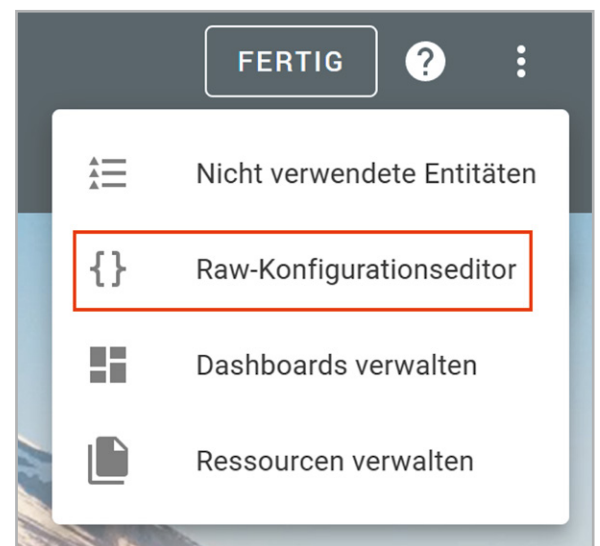 FERTIG
Nicht verwendete Entitäten
Raw-Konfigurationseditor
Dashboards verwalten
Ressourcen verwalten